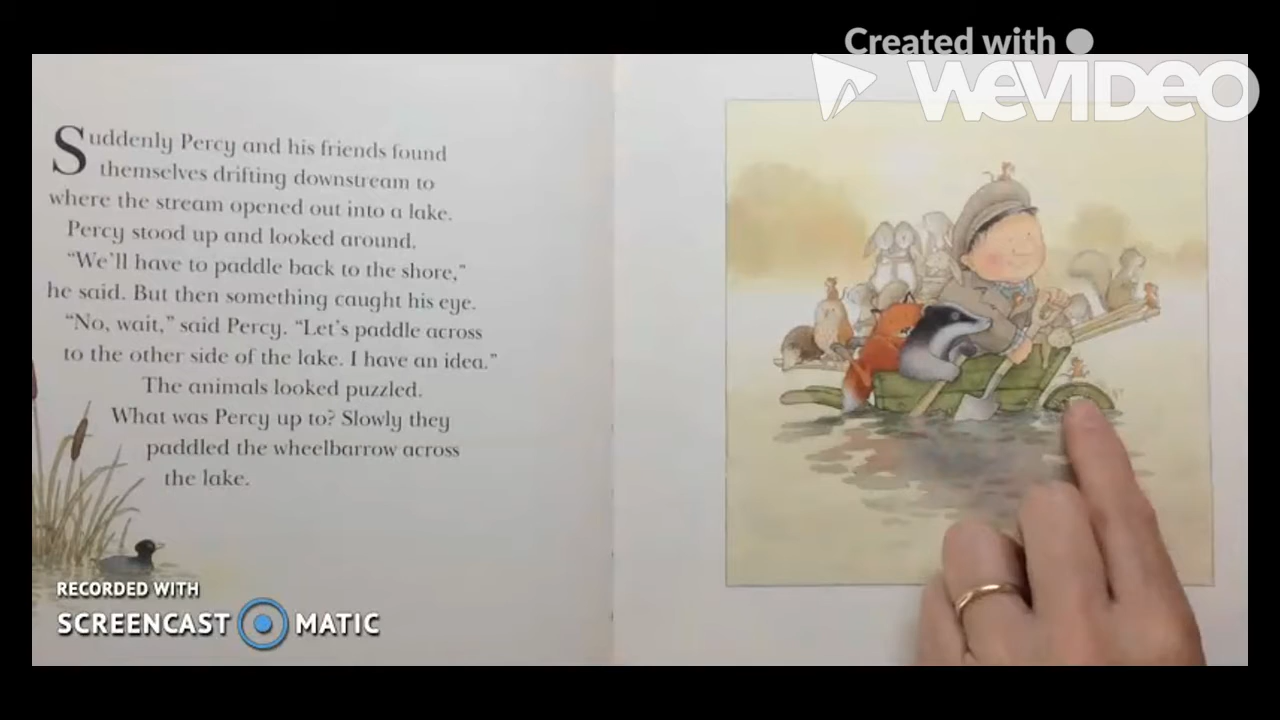 Created with
WEVIDEO
Suddenly Percy and his friends found
themselves drifting downstream to
where the stream opened out into a lake.
Percy stood up and looked around.
“We’ll have to paddle back to the shore,”
he said. But then something caught his eye.
“No, wait,” said Percy. “Let’s paddle across
to the other side of the lake. I have an idea.”
The animals looked puzzled.
What was Percy up to? Slowly they
paddled the wheelbarrow across
the lake.
RECORDED WITH
SCREENCAST MATIC